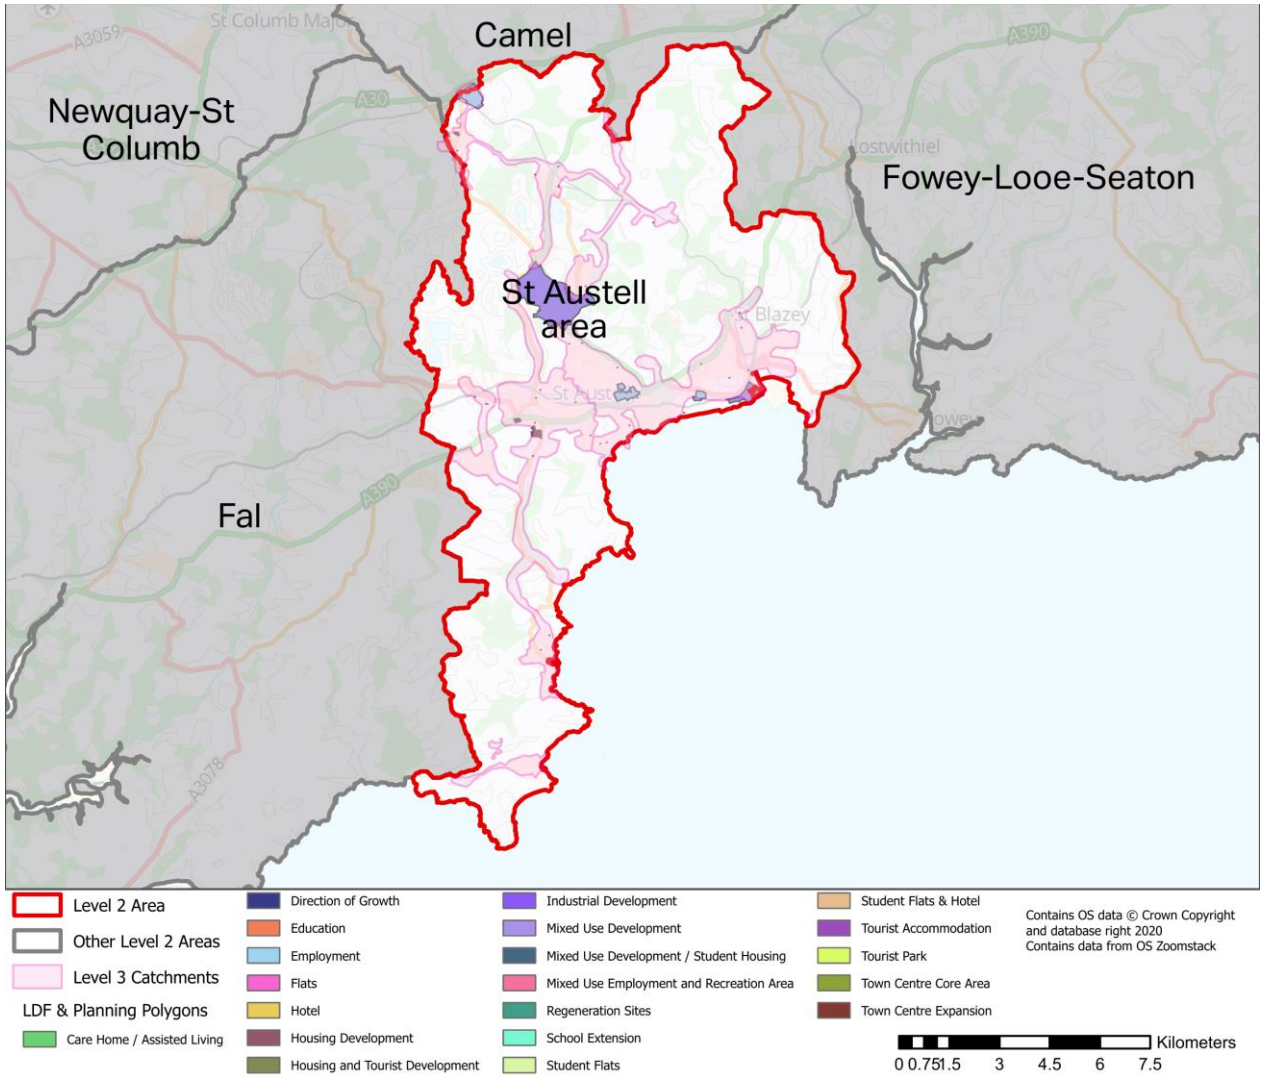 St Columb Major
Camel
A3059
A390
A30
Newquay-St
Columb
Lostwithiel
Fowey-Looe-Seaton
St Austell
area
St Blazey
St Aust
owey
A390
Fal
A3078
Level 2 Area
Other Level 2 Areas
Level 3 Catchments
LDF & Planning Polygons
Care Home / Assisted Living
Direction of Growth
Education
Employment
Flats
Hotel
Housing Development
Housing and Tourist Development
Industrial Development
Mixed Use Development
Mixed Use Development / Student Housing
Mixed Use Employment and Recreation Area
Regeneration Sites
School Extension
Student Flats
Student Flats & Hotel
Tourist Accommodation
Tourist Park
Town Centre Core Area
Town Centre Expansion
Contains OS data © Crown Copyright
and database right 2020
Contains data from OS Zoomstack
Kilometers
0 0.751.5 3 4.5 6 7.5